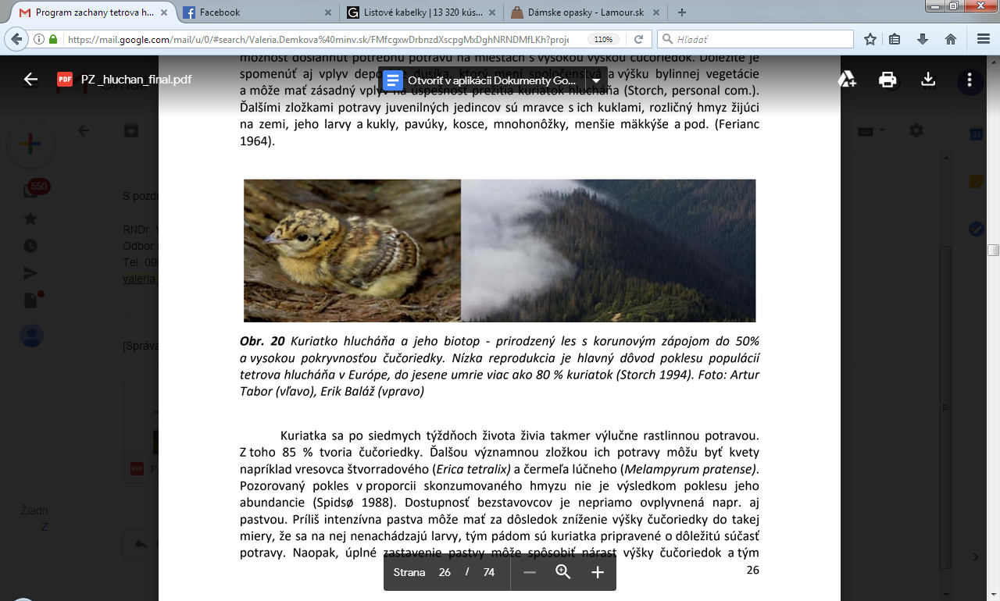 Program zachany tetrova h...
Facebook
Listové kabelky | 13 320 kús...
Dámske opasky - Lamour.sk
https://mail.google.com/mail/u/0/#search/Valeria.Demkova%40minv.sk/FMfcgxwDrbnzdXscpgMxDghNRNDMfLKh?proje
110%
Hľadať
PDF PZ _hluchan_final.pdf
Otvoriť v aplikácii Dokumenty Go...
možnosť dosiahnuť potrebnú potravu na miestach s vysokou výškou čučoriedok. Dôležité je
spomenúť aj vplyv depozície dusíka, ktorý mení spoločenstvá a výšku bylinnej vegetácie
a môže mať zásadný vplyv na úspešnosť prežitia kuriatok hlucháňa (Storch, personal com.).
Ďalšími zložkami potravy juvenilných jedincov sú mravce s ich kuklami, rozličný hmyz žijúci
na zemi, jeho larvy a kukly, pavúky, kosce, mnohonôžky, menšie mäkkýše a pod. (Ferianc
1964).
550
S pozd
RNDr. V
Odbor
Tel. 090
valeria
...
[Správa
PDF
Žiadn
Z
31
Obr. 20 Kuriatko hlucháňa a jeho biotop - prirodzený les s korunovým zápojom do 50%
a vysokou pokryvnosťou čučoriedky. Nízka reprodukcia je hlavný dôvod poklesu populácií
tetrova hlucháňa v Európe, do jesene umrie viac ako 80 % kuriatok (Storch 1994). Foto: Artur
Tabor (vľavo), Erik Baláž (vpravo)
Kuriatka sa po siedmych týždňoch života živia takmer výlučne rastlinnou potravou.
Z toho 85 % tvoria čučoriedky. Ďalšou významnou zložkou ich potravy môžu byť kvety
napríklad vresovca štvorradového (Erica tetralix) a čermeľa lúčneho (Melampyrum pratense).
Pozorovaný pokles v proporcii skonzumovaného hmyzu nie je výsledkom poklesu jeho
abundancie (Spidsø 1988). Dostupnosť bezstavovcov je nepriamo ovplyvnená napr. aj
pastvou. Príliš intenzívna pastva môže mať za dôsledok zníženie výšky čučoriedky do takej
miery, že sa na nej nenachádzajú larvy, tým pádom sú kuriatka pripravené o dôležitú súčasť
potravy. Naopak, úplné zastavenie pastvy môže spôsobiť nárast výšky čučoriedok a tým
26
Strana 26 / 74